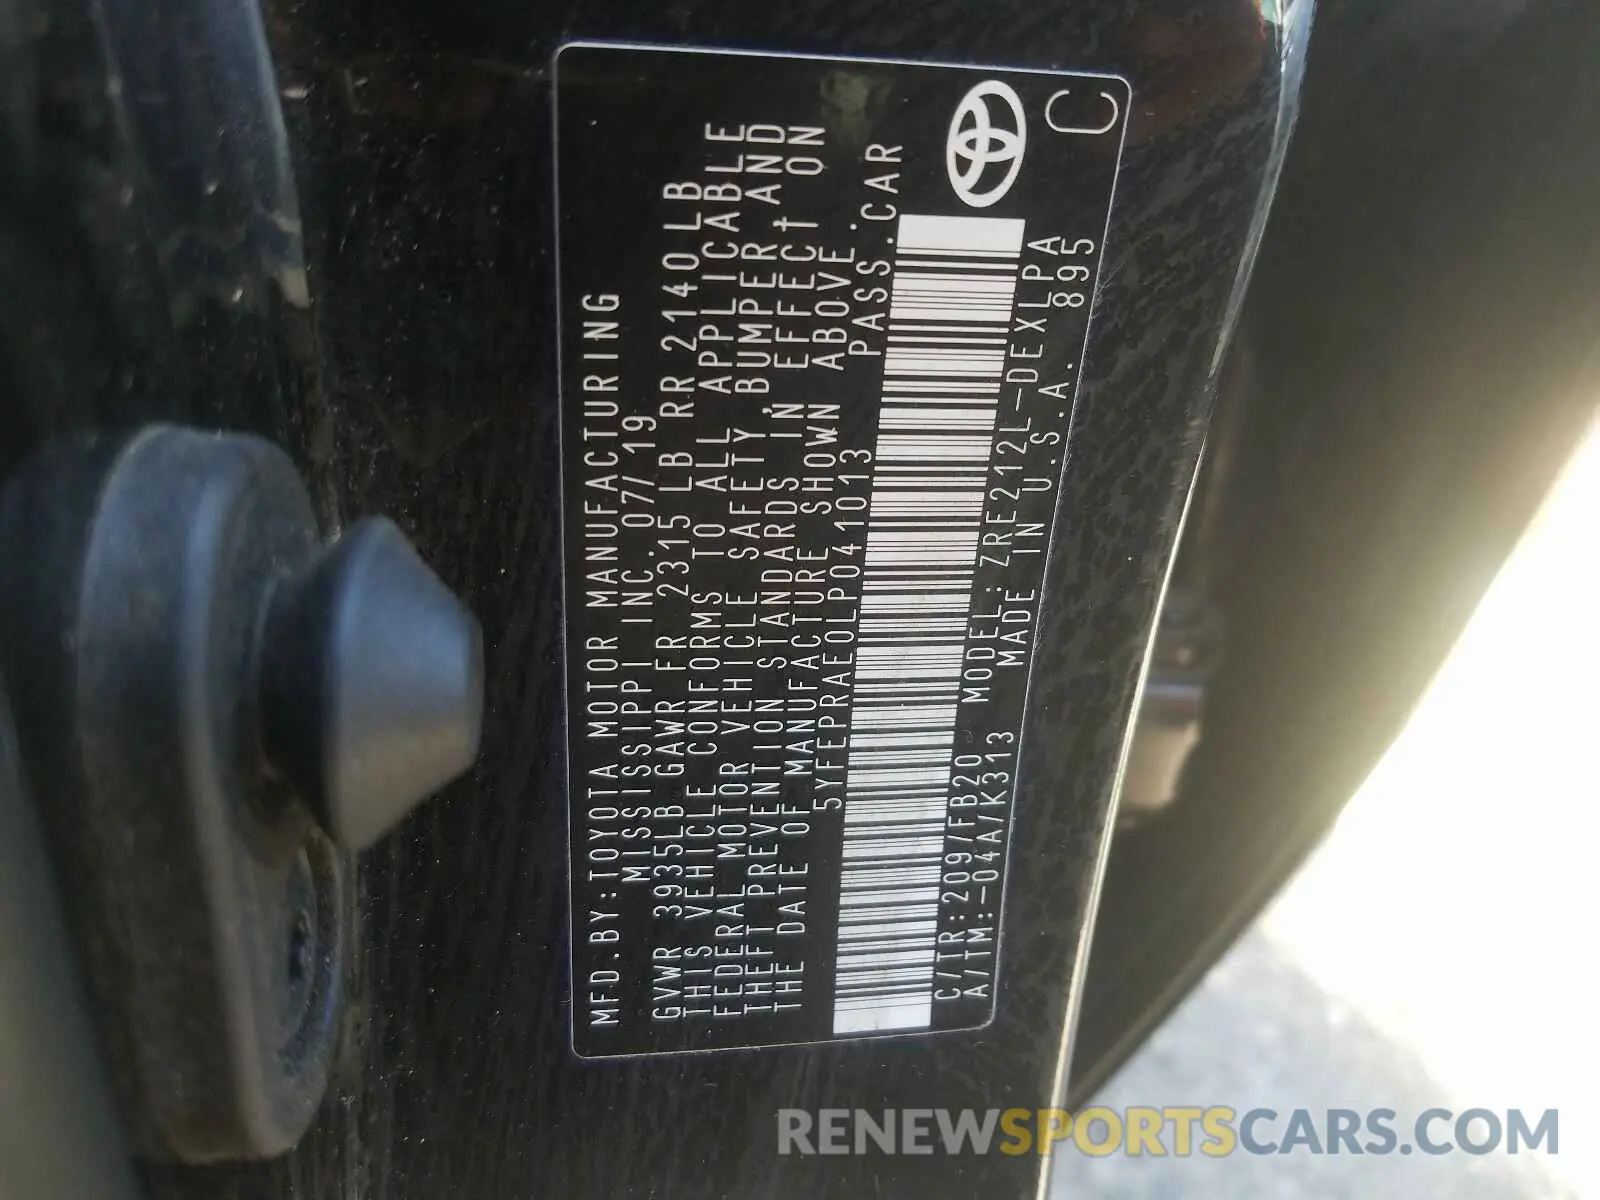 MFD.BY:TOYOTA MOTOR MANUFACTURING
MISSISSIPPI INC. 07/19
GVWR 3935LB GAWR FR 2315 LB RR 2140LB
THIS VEHICLE CONFORMS TO ALL APPLICABLE
FEDERAL MOTOR VEHICLE SAFETY, BUMPER AND
THEFT PREVENTION STANDARDS IN EFFECT ON
THE DATE OF MANUFACTURE SHOWN ABOVE.
5YFEPRAE0LP041013 PASS.CAR
C/TR:209/FB20 MODEL:ZRE212L-DEXLPA
A/TM:-04A/K313 MADE IN U.S.A. 895
C
RENEWSPORTSCARS.COM